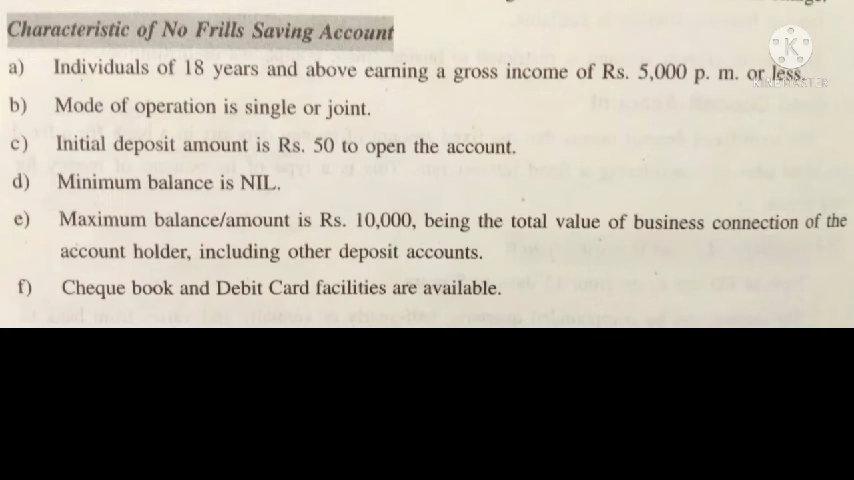 Characteristic of No Frills Saving Account
a) Individuals of 18 years and above earning a gross income of Rs. 5,000 p. m. or less.
b) Mode of operation is single or joint.
c) Initial deposit amount is Rs. 50 to open the account.
d) Minimum balance is NIL.
e) Maximum balance/amount is Rs. 10,000, being the total value of business connection of the
account holder, including other deposit accounts.
f) Cheque book and Debit Card facilities are available.
K
KINEMASTER